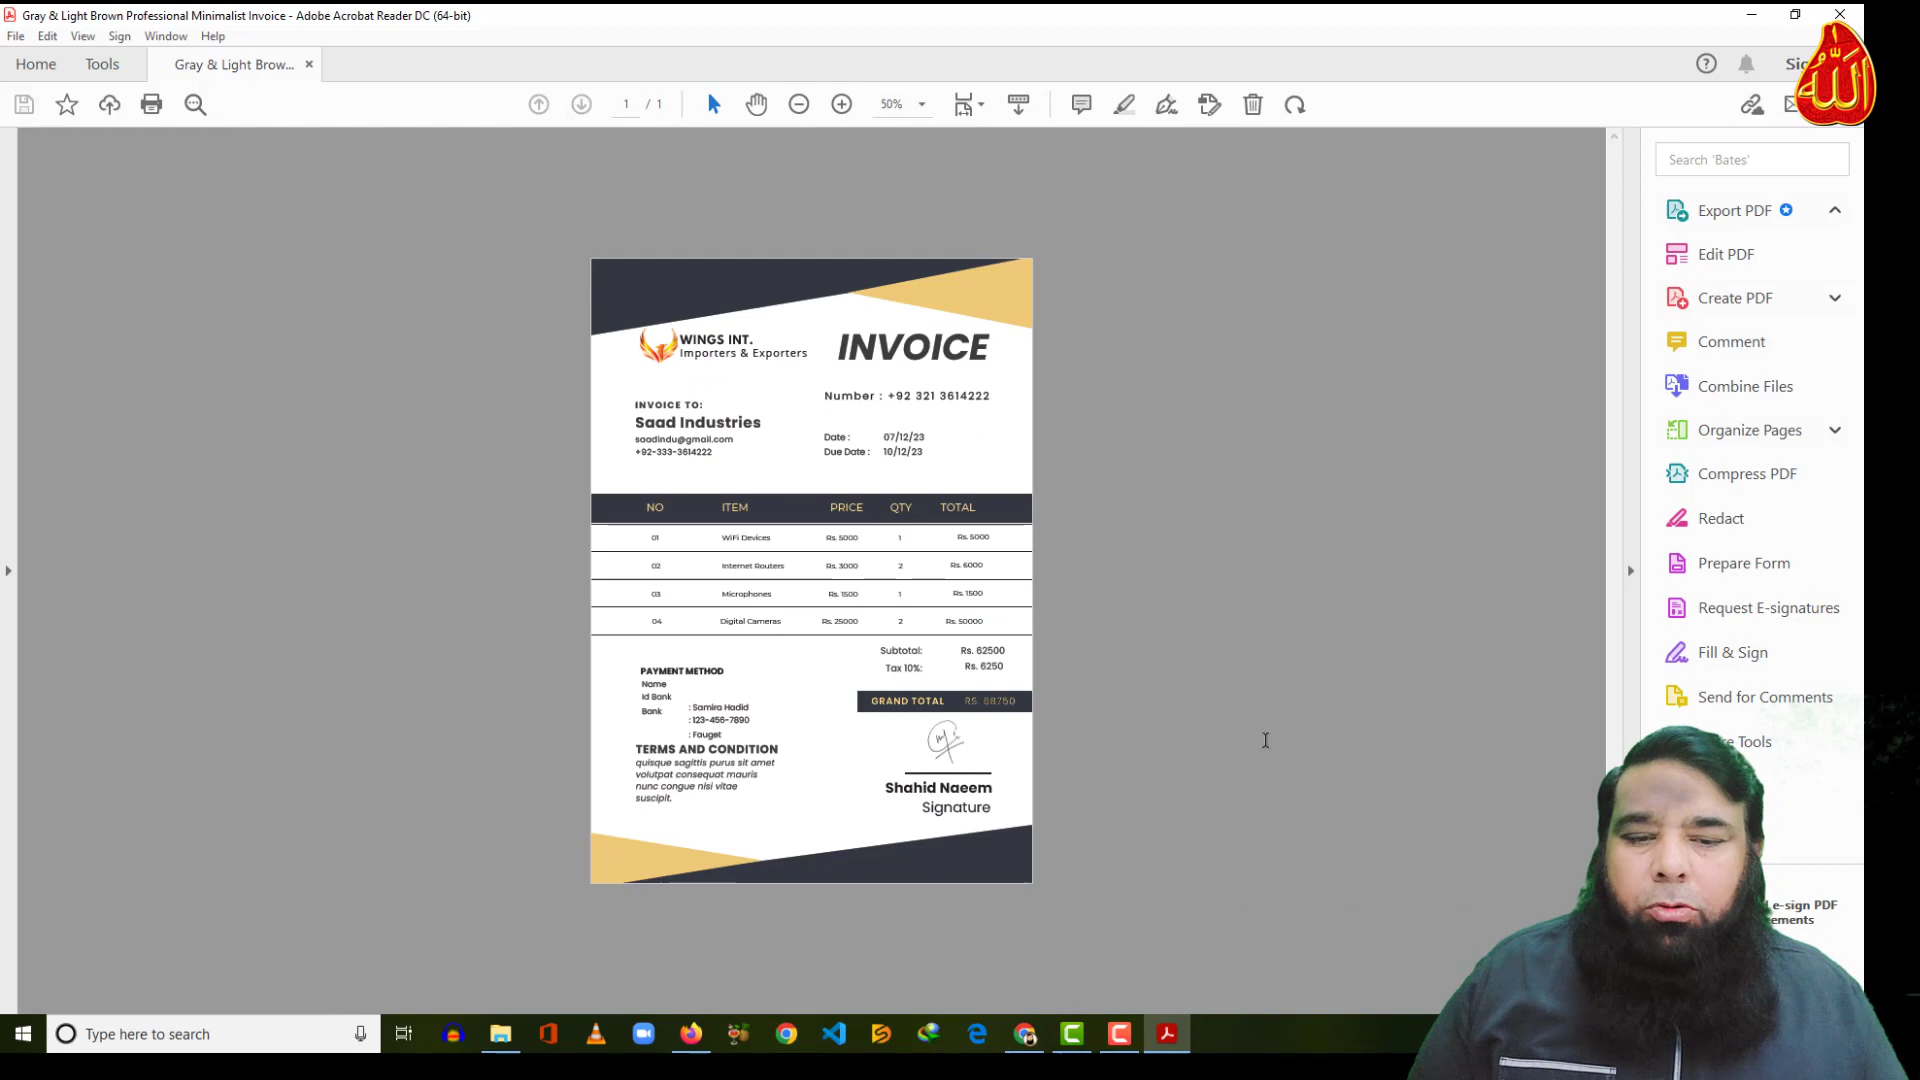 Gray & Light Brown Professional Minimalist Invoice - Adobe Acrobat Reader DC (64-bit)
File Edit View Sign Window Help
Home Tools Gray & Light Brow...
1 / 1 50%
الله
Search 'Bates'
Export PDF
Edit PDF
Create PDF
Comment
Combine Files
Organize Pages
Compress PDF
Redact
Prepare Form
Request E-signatures
Fill & Sign
Send for Comments
Tools
e-sign PDF
WINGS INT.
Importers & Exporters
INVOICE
Number : +92 321 3614222
INVOICE TO:
Saad Industries
saadindu@gmail.com
+92-333-3614222
Date : 07/12/23
Due Date : 10/12/23
NO ITEM PRICE QTY TOTAL
01 WiFi Devices Rs. 5000 1 Rs. 5000
02 Internet Routers Rs. 3000 2 Rs. 6000
03 Microphones Rs. 1500 1 Rs. 1500
04 Digital Cameras Rs. 25000 2 Rs. 50000
Subtotal: Rs. 62500
Tax 10%: Rs. 6250
GRAND TOTAL RS. 68750
PAYMENT METHOD
Name
Id Bank
Bank
: Samira Hadid
: 123-456-7890
: Fauget
TERMS AND CONDITION
quisque sagittis purus sit amet
volutpat consequat mauris
nunc congue nisi vitae
suscipit.
Shahid Naeem
Signature
Type here to search